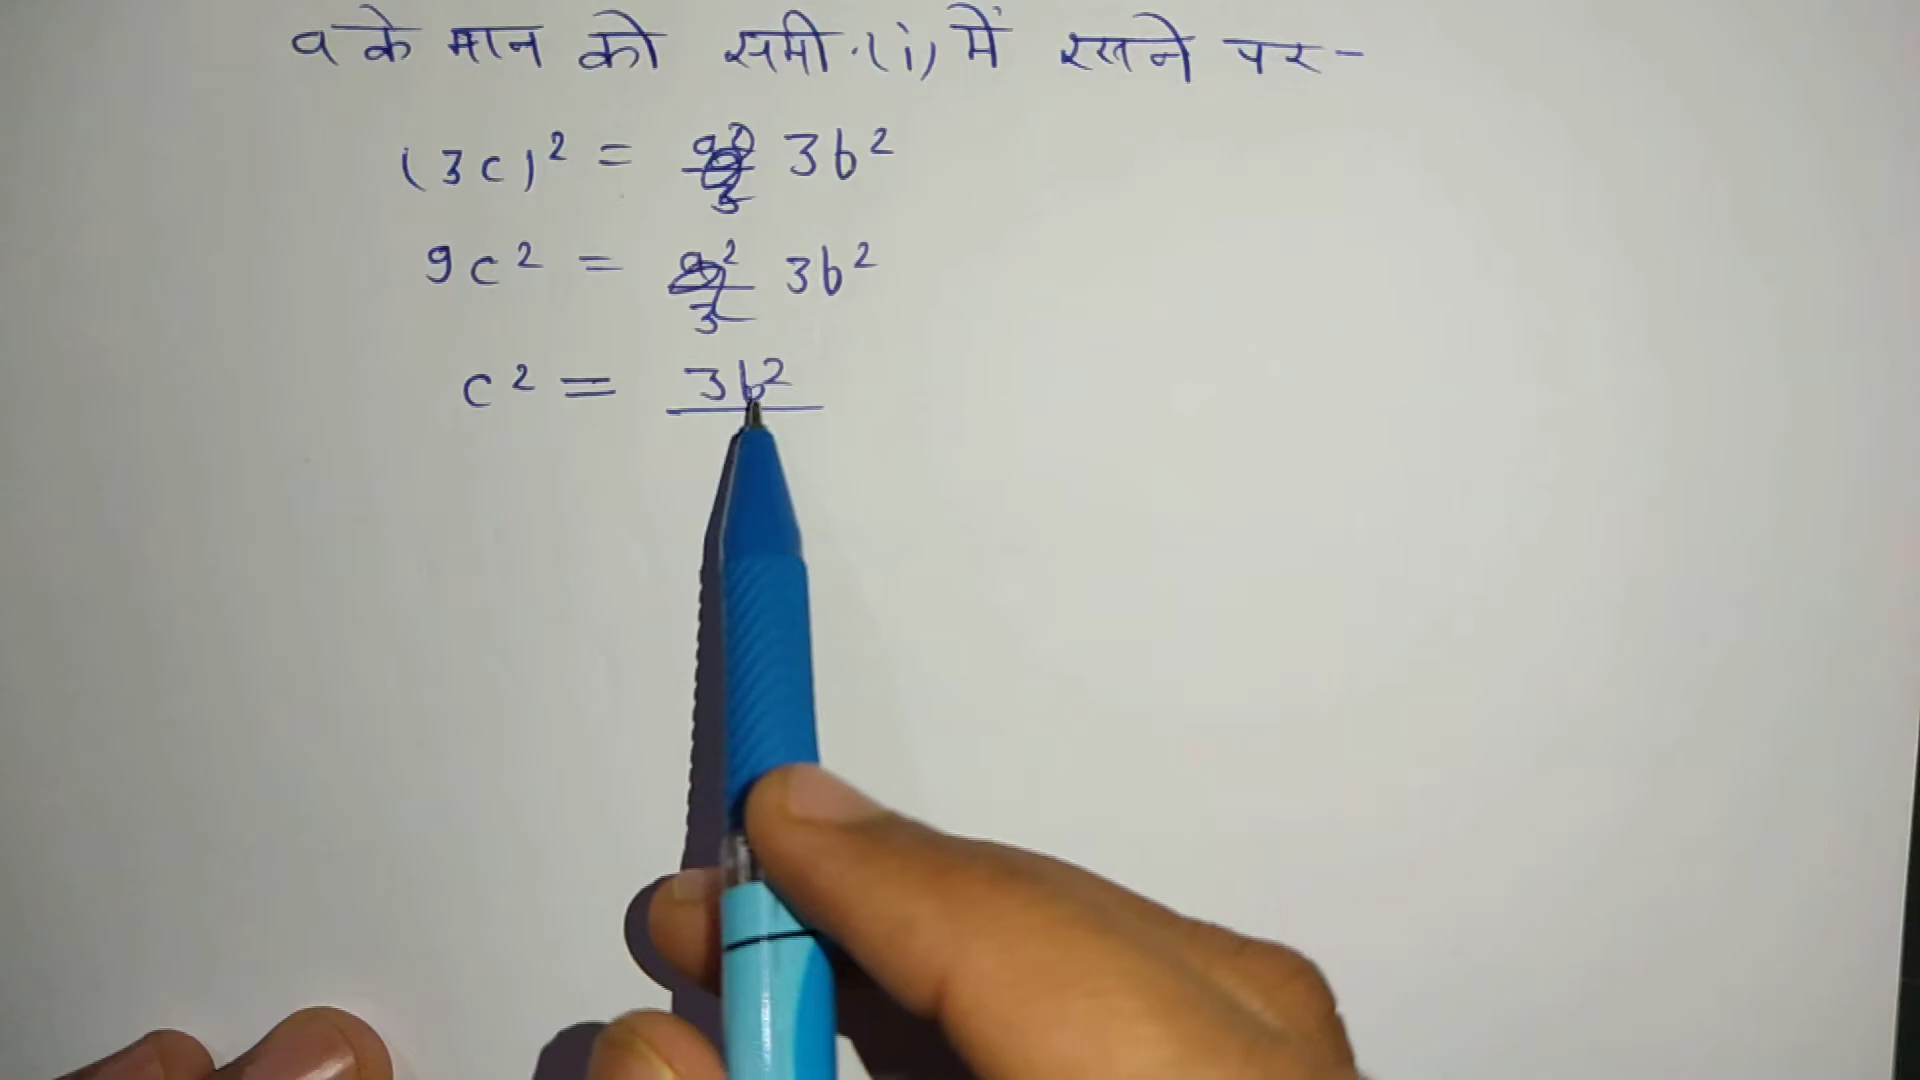 a के मान को समी.(i) में रखने पर-
(3c)² = 3b²
9c² = 3b²
c² = 3b²